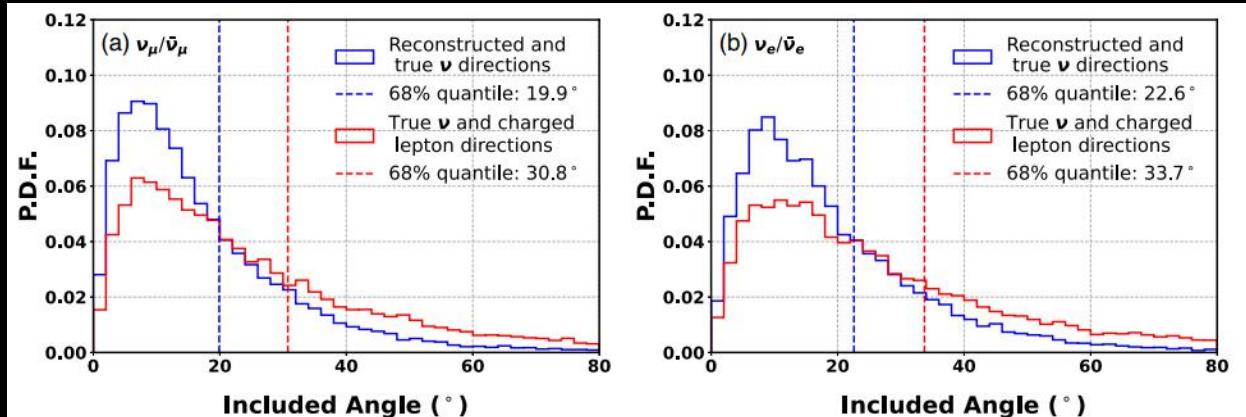 (a) ν_μ/ν̄_μ
Reconstructed and
true ν directions
68% quantile: 19.9°
True ν and charged
lepton directions
68% quantile: 30.8°
P.D.F.
0.12
0.10
0.08
0.06
0.04
0.02
0.00
0 20 40 60 80
Included Angle (°)
(b) ν_e/ν̄_e
Reconstructed and
true ν directions
68% quantile: 22.6°
True ν and charged
lepton directions
68% quantile: 33.7°
P.D.F.
0.12
0.10
0.08
0.06
0.04
0.02
0.00
0 20 40 60 80
Included Angle (°)